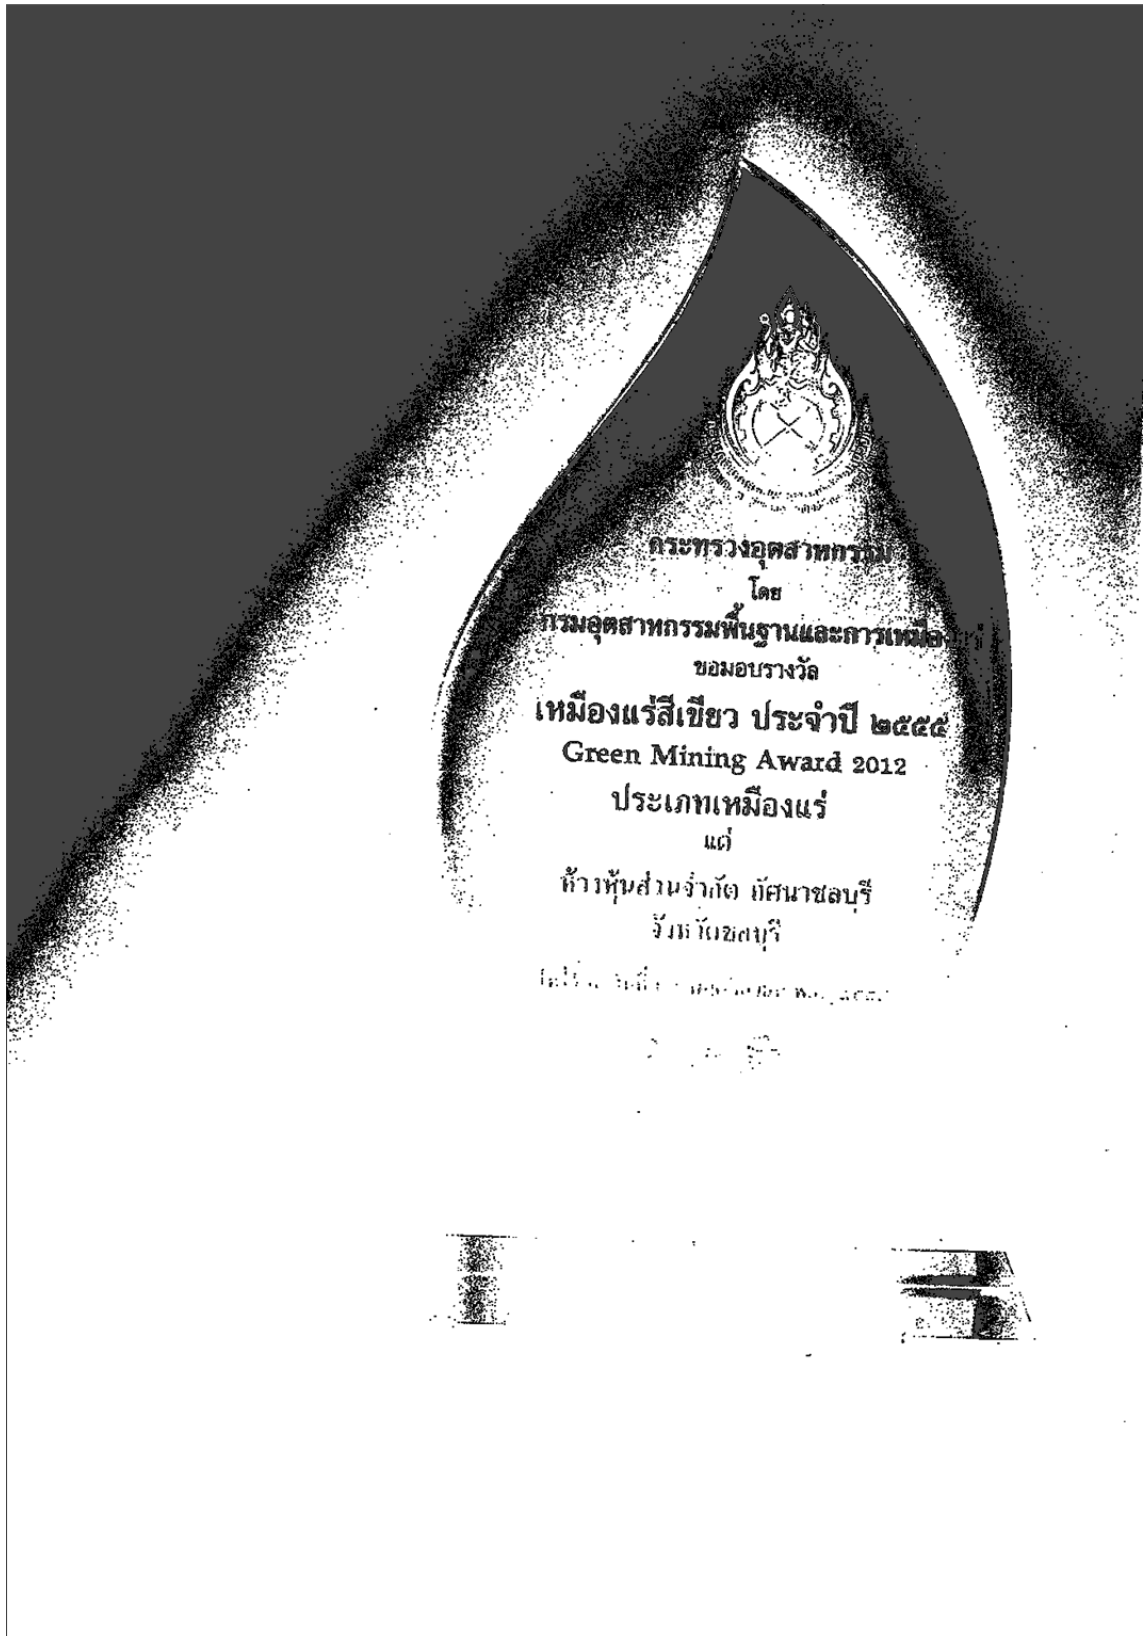 กระทรวงอุตสาหกรรม
โดย
กรมอุตสาหกรรมพื้นฐานและการเหมืองแร่
ขอมอบรางวัล
เหมืองแร่สีเขียว ประจำปี ๒๕๕๕
Green Mining Award 2012
ประเภทเหมืองแร่
แด่
ห้างหุ้นส่วนจำกัด ทัศนาชลบุรี
จังหวัดชลบุรี